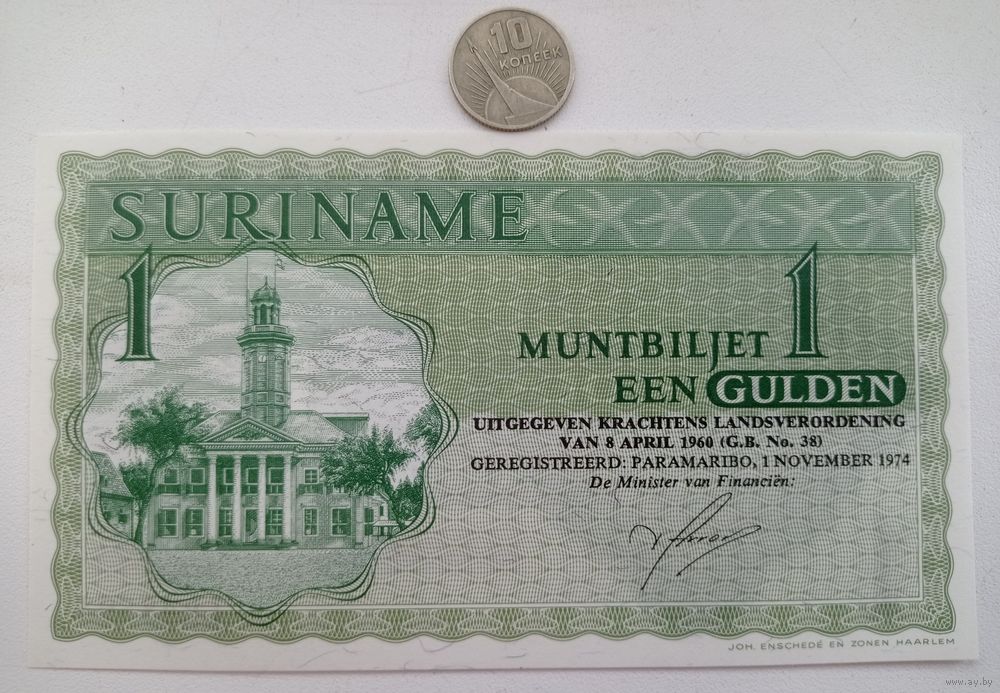 10
КОПЕЕК
SURINAME
1
1
MUNTBILJET
EEN GULDEN
UITGEGEVEN KRACHTENS LANDSVERORDENING
VAN 8 APRIL 1960 (G.B. No. 38)
GEREGISTREERD: PARAMARIBO, 1 NOVEMBER 1974
De Minister van Financiën:
JOH. ENSCHEDÉ EN ZONEN HAARLEM
www.ay.by